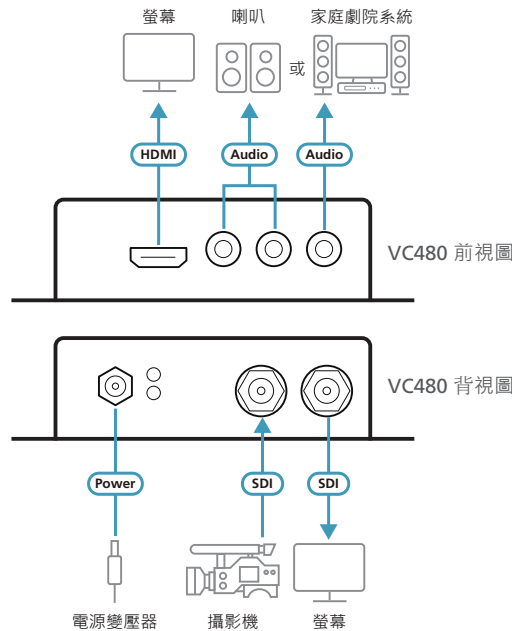 螢幕
喇叭
或
家庭劇院系統
HDMI
Audio
Audio
VC480 前視圖
VC480 背視圖
Power
SDI
SDI
電源變壓器
攝影機
螢幕